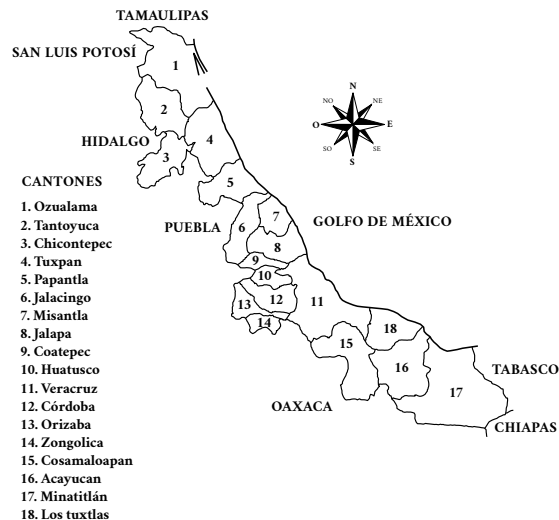 TAMAULIPAS
SAN LUIS POTOSÍ
1
N
NO
NE
2
O
E
HIDALGO
4
SO
SE
3
S
CANTONES
5
1. Ozualama
2. Tantoyuca
3. Chicontepec
4. Tuxpan
5. Papantla
6. Jalacingo
7. Misantla
8. Jalapa
9. Coatepec
10. Huatusco
11. Veracruz
12. Córdoba
13. Orizaba
14. Zongolica
15. Cosamaloapan
16. Acayucan
17. Minatitlán
18. Los tuxtlas
PUEBLA
6
7
GOLFO DE MÉXICO
8
9
10
11
12
13
14
18
15
16
17
TABASCO
OAXACA
CHIAPAS